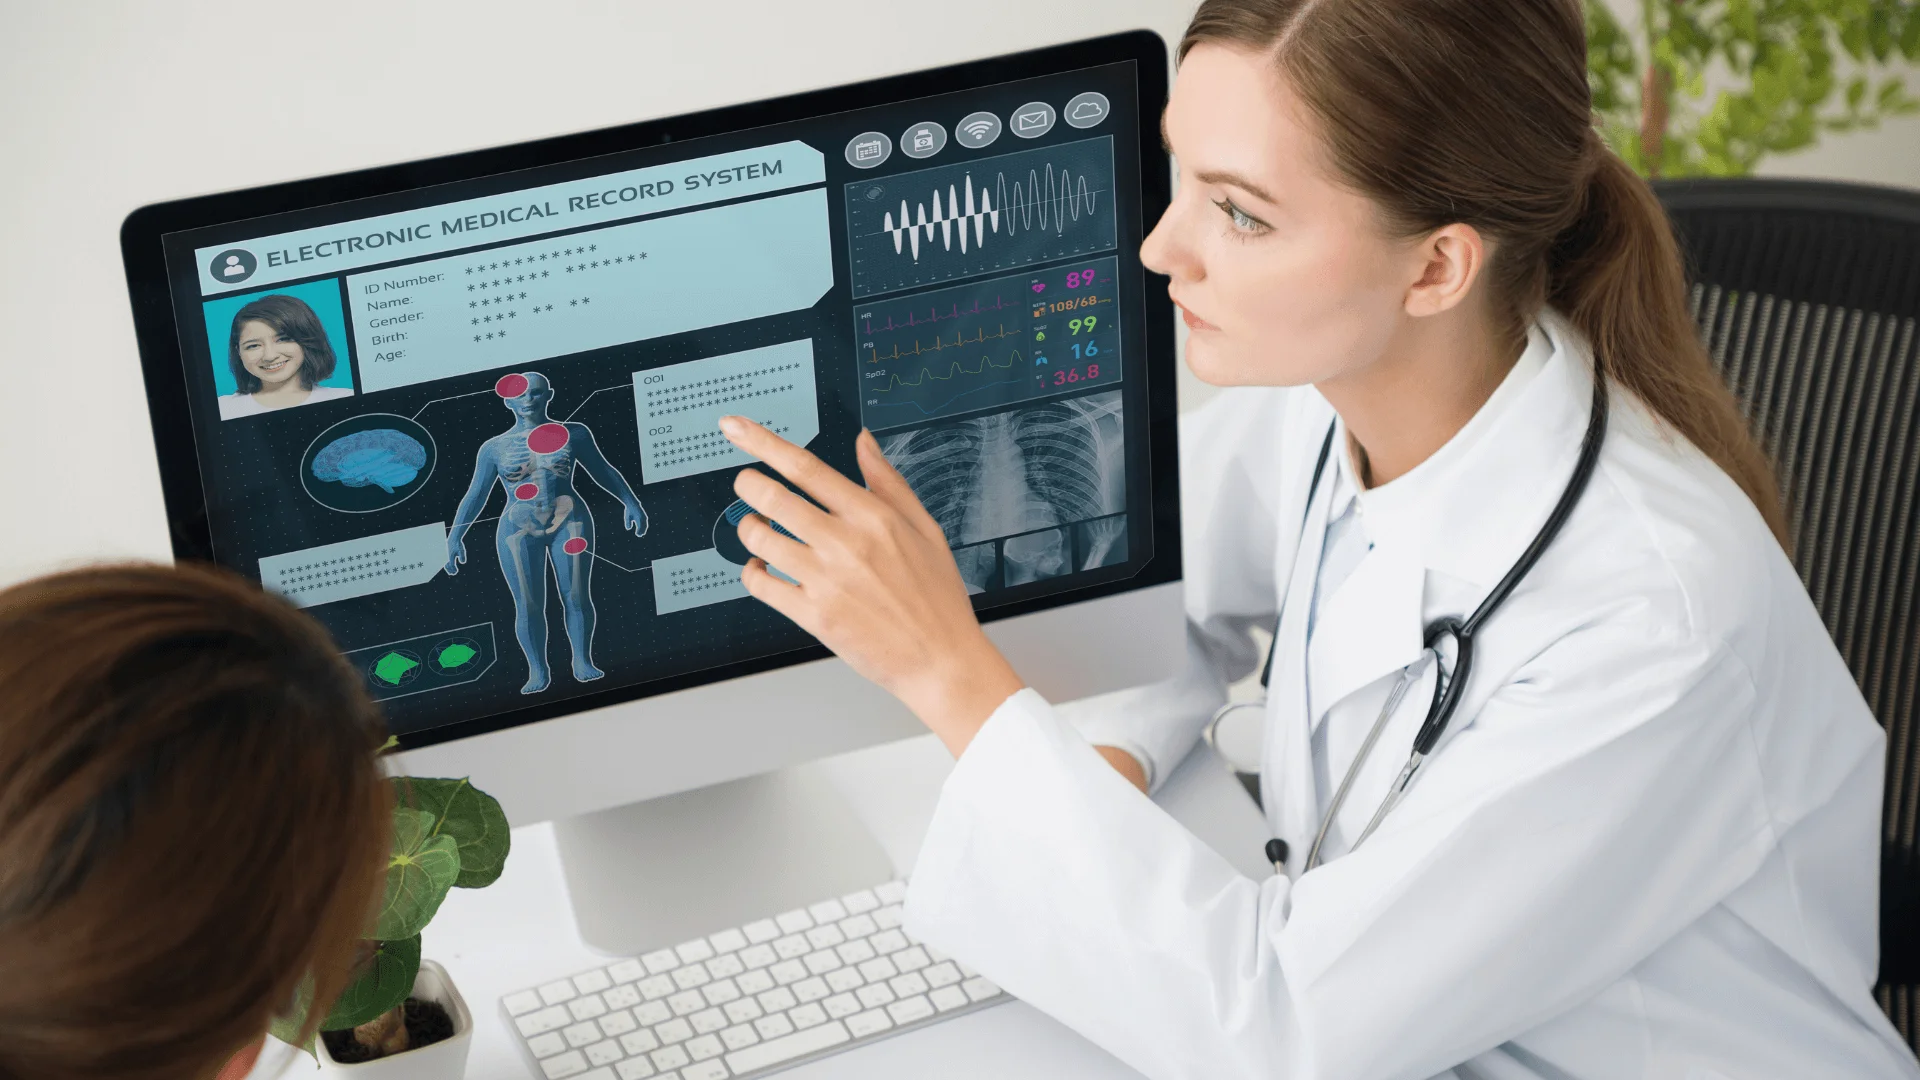 ELECTRONIC MEDICAL RECORD SYSTEM
ID Number: ***********
Name: ******* *******
Gender: *****
Birth: **** ** **
Age: ***
001
002
HR
PB
SpO2
RR
89
108/68
99
16
36.8